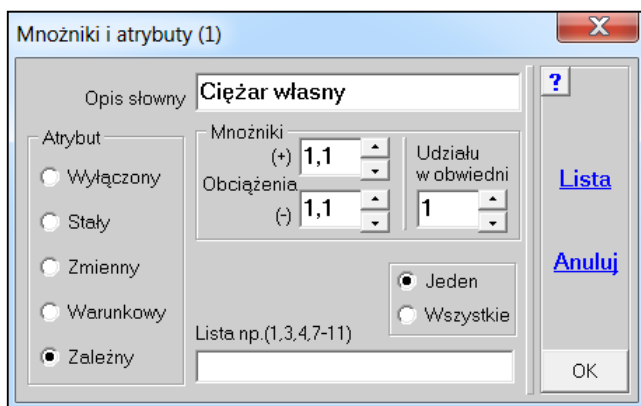 Mnożniki i atrybuty (1)
Opis słowny Ciężar własny
?
Atrybut
Wyłączony
Stały
Zmienny
Warunkowy
Zależny
Mnożniki
(+) 1,1
Obciążenia
(-) 1,1
Udziału
w obwiedni
1
Jeden
Wszystkie
Lista np.(1,3,4,7-11)
Lista
Anuluj
OK